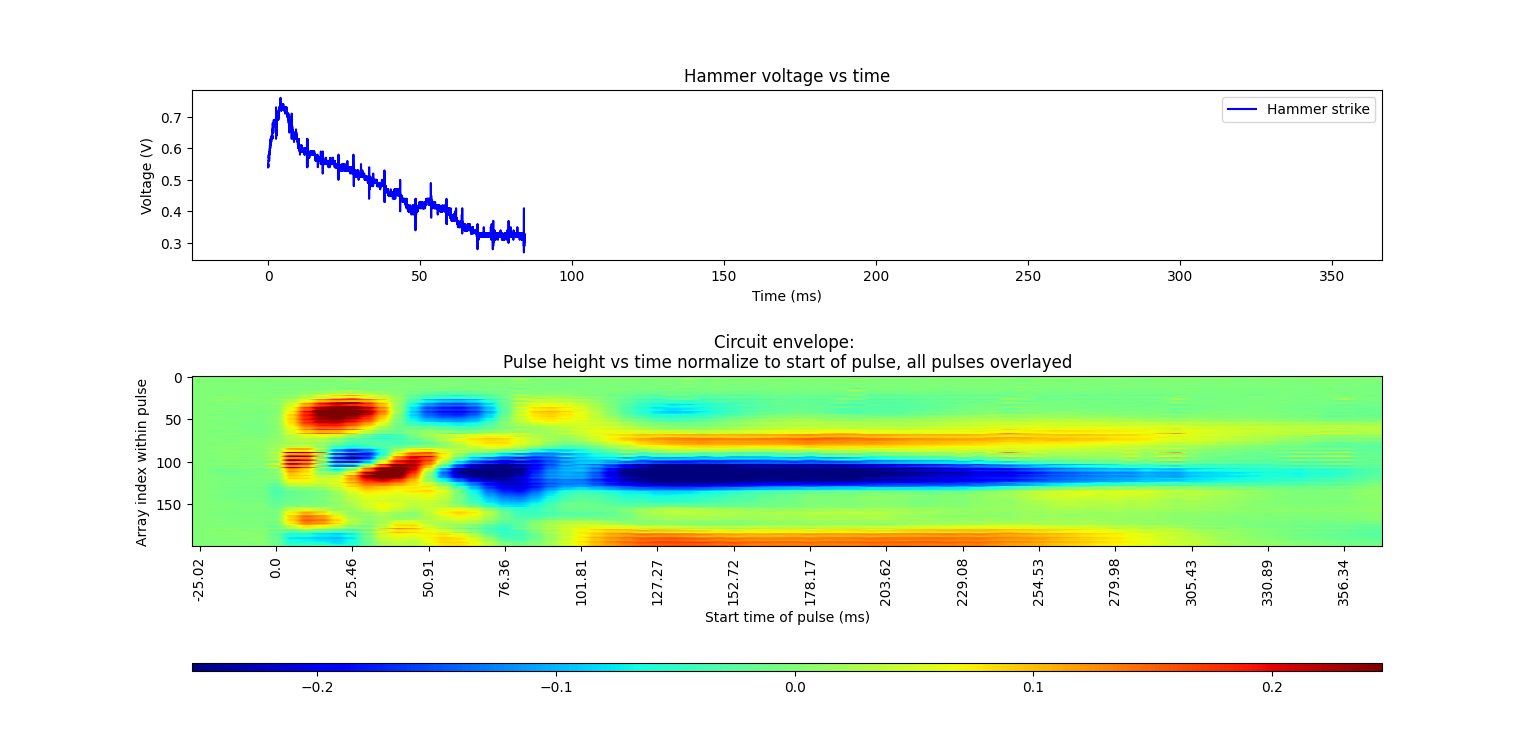 Hammer voltage vs time
Hammer strike
0.7
0.6
0.5
0.4
0.3
Voltage (V)
0 50 100 150 200 250 300 350
Time (ms)
Circuit envelope:
Pulse height vs time normalize to start of pulse, all pulses overlayed
0
50
100
150
Array index within pulse
-25.02 0.0 25.46 50.91 76.36 101.81 127.27 152.72 178.17 203.62 229.08 254.53 279.98 305.43 330.89 356.34
Start time of pulse (ms)
−0.2 −0.1 0.0 0.1 0.2